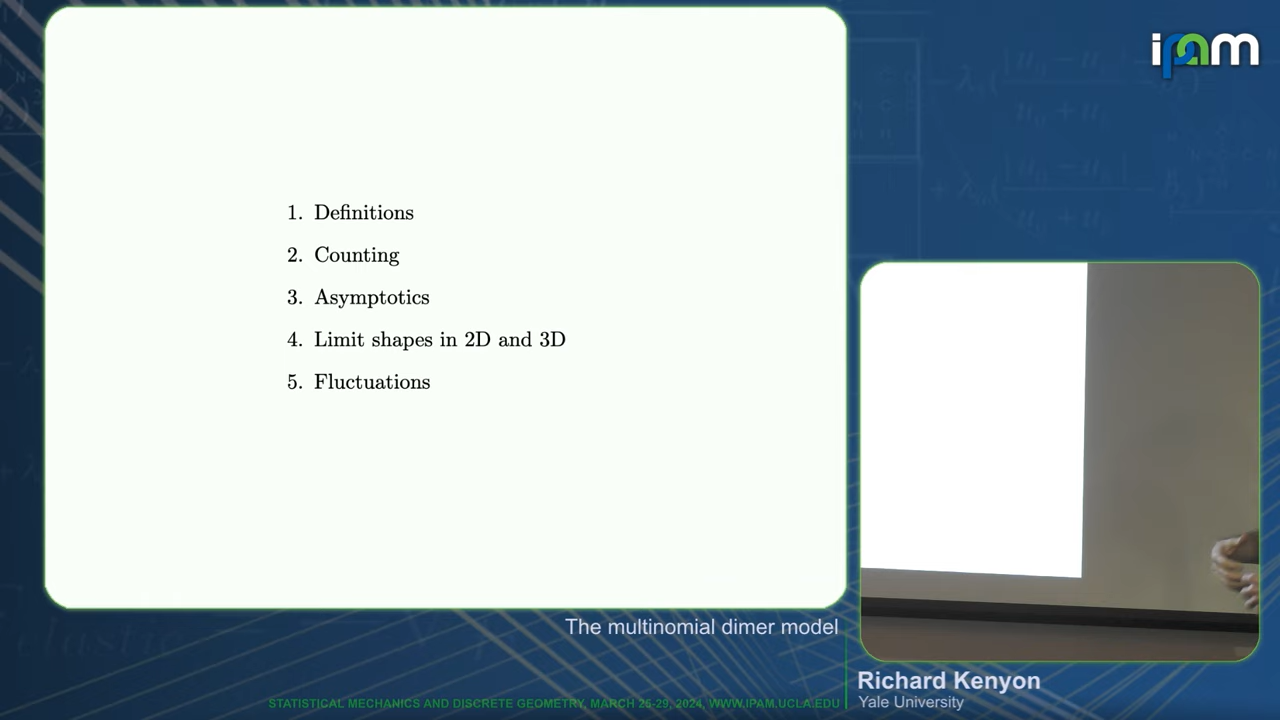 ipam
1. Definitions
2. Counting
3. Asymptotics
4. Limit shapes in 2D and 3D
5. Fluctuations
The multinomial dimer model
Richard Kenyon
Yale University
STATISTICAL MECHANICS AND DISCRETE GEOMETRY, MARCH 25-29, 2024, WWW.IPAM.UCLA.EDU